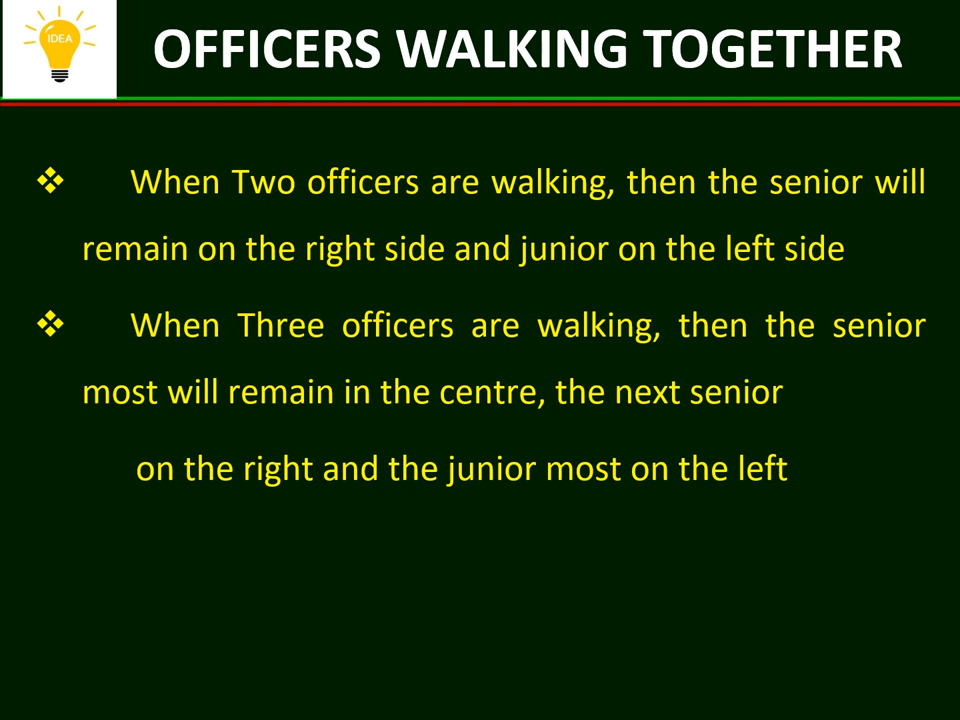 IDEA
OFFICERS WALKING TOGETHER
❖ When Two officers are walking, then the senior will
remain on the right side and junior on the left side
❖ When Three officers are walking, then the senior
most will remain in the centre, the next senior
on the right and the junior most on the left